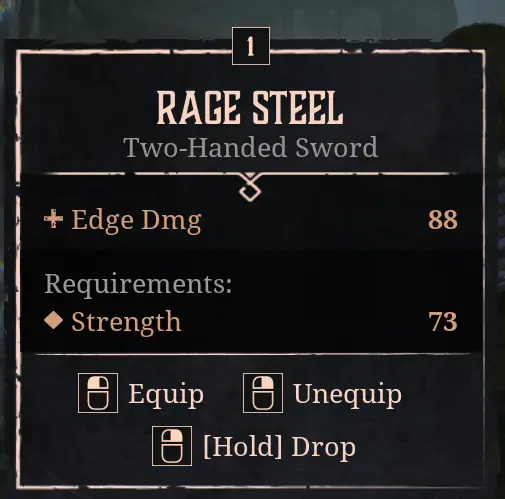 1
RAGE STEEL
Two-Handed Sword
Edge Dmg 88
Requirements:
Strength 73
Equip Unequip
[Hold] Drop